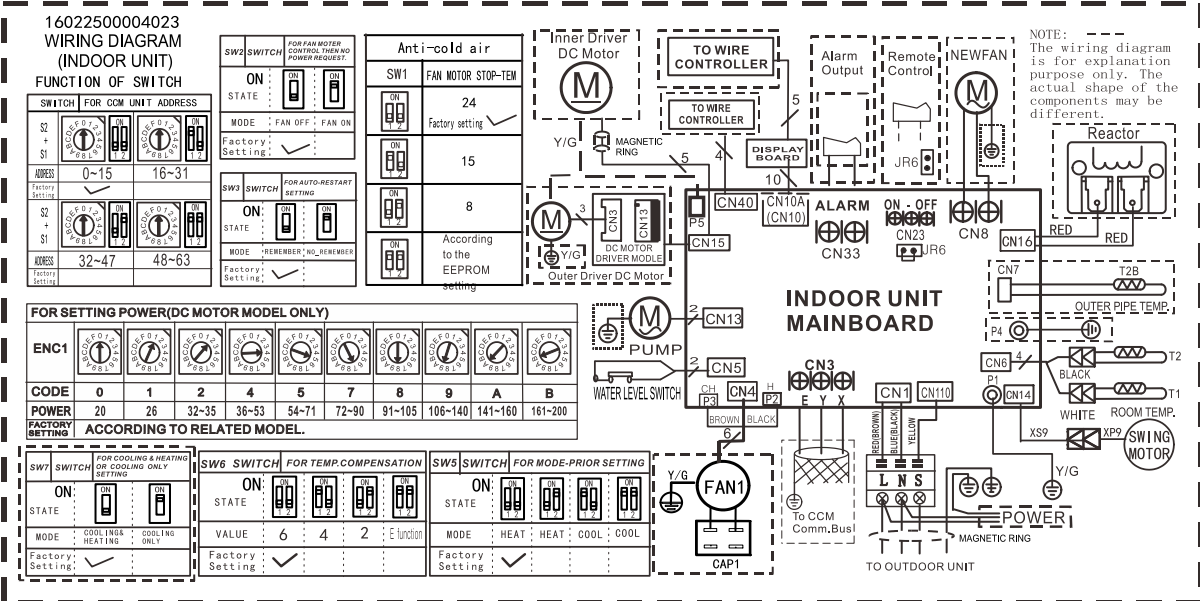 16022500004023
WIRING DIAGRAM
(INDOOR UNIT)
FUNCTION OF SWITCH
SWITCH FOR CCM UNIT ADDRESS
S2
+
S1
ADDRESS 0~15 16~31
Factory
Setting
S2
+
S1
ADDRESS 32~47 48~63
Factory
Setting
SW2 SWITCH FOR FAN MOTER
CONTROL THEN NO
POWER REQUEST.
ON
STATE
MODE FAN OFF FAN ON
Factory
Setting
SW3 SWITCH FOR AUTO-RESTART
SETTING
ON
STATE
MODE REMEMBER NO_REMEMBER
Factory
Setting
Anti-cold air
SW1 FAN MOTOR STOP-TEM
24
Factory setting
15
8
According
to the
EEPROM
setting
Inner Driver
DC Motor
M
Y/G
MAGNETIC
RING
5
TO WIRE
CONTROLLER
5
TO WIRE
CONTROLLER
4
DISPLAY
BOARD
10
Alarm
Output
Remote
Control
JR6
NEWFAN
M
NOTE:
The wiring diagram
is for explanation
purpose only. The
actual shape of the
components may be
different.
Reactor
RED
RED
M
3
CN3
CN13
Y/G
DC MOTOR
DRIVER MODLE
Outer Driver DC Motor
P5
CN40
CN10A
(CN10)
ALARM
CN33
ON - OFF
CN23
JR6
CN8
CN16
CN15
INDOOR UNIT
MAINBOARD
CN7
T2B
OUTER PIPE TEMP.
P4
M
PUMP
2
CN13
WATER LEVEL SWITCH
2
CN5
CN6
4
T2
BLACK
T1
WHITE
ROOM TEMP.
CH
P3
CN4
H
P2
CN3
E Y X
CN1
CN110
P1
CN14
BROWN
BLACK
6
RED(BROWN)
BLUE(BLACK)
YELLOW
XS9
XP9
SWING
MOTOR
Y/G
FOR SETTING POWER(DC MOTOR MODEL ONLY)
ENC1
CODE 0 1 2 4 5 7 8 9 A B
POWER 20 26 32~35 36~53 54~71 72~90 91~105 106~140 141~160 161~200
FACTORY
SETTING ACCORDING TO RELATED MODEL.
SW7 SWITCH FOR COOLING & HEATING
OR COOLING ONLY
SETTING
ON
STATE
MODE COOLING&
HEATING COOLING
ONLY
Factory
Setting
SW6 SWITCH FOR TEMP.COMPENSATION
ON
STATE
VALUE 6 4 2 E function
Factory
Setting
SW5 SWITCH FOR MODE-PRIOR SETTING
ON
STATE
MODE HEAT HEAT COOL COOL
Factory
Setting
Y/G
FAN1
CAP1
To CCM
Comm.Bus
L N S
POWER
MAGNETIC RING
TO OUTDOOR UNIT